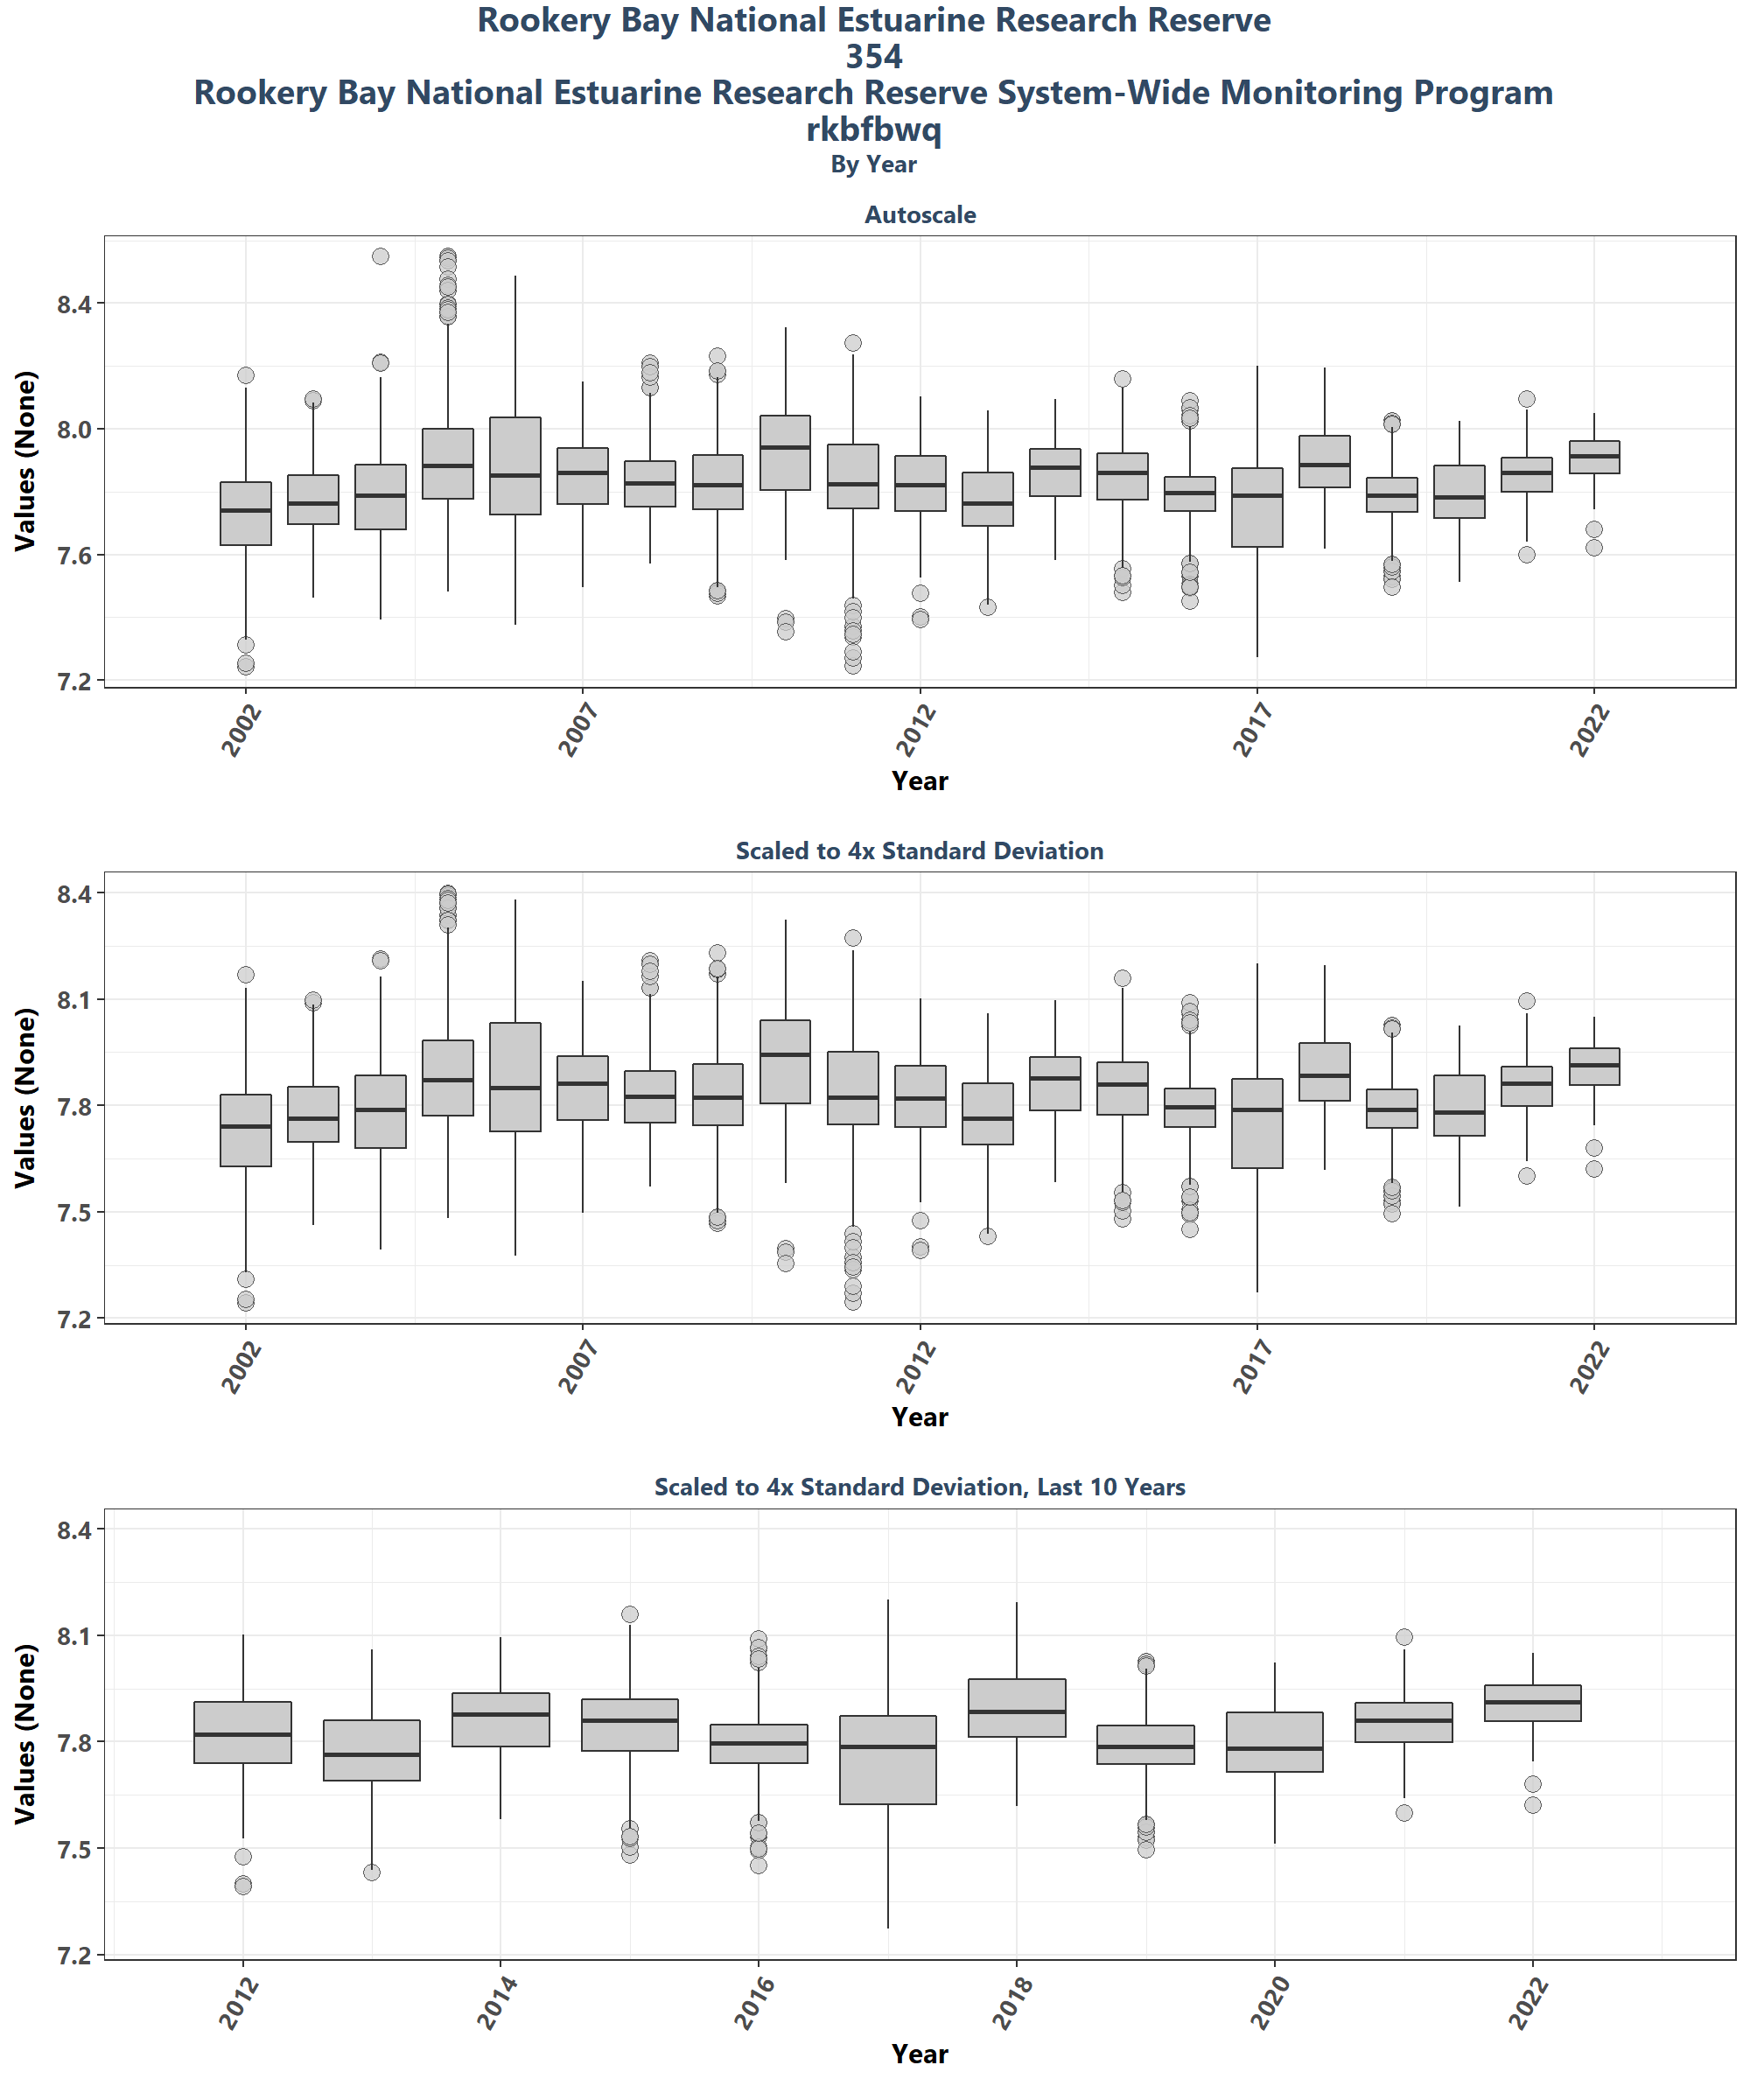 Rookery Bay National Estuarine Research Reserve
354
Rookery Bay National Estuarine Research Reserve System-Wide Monitoring Program
rkbfbwq
By Year
Autoscale
Values (None)
8.4
8.0
7.6
7.2
2002 2007 2012 2017 2022
Year
Scaled to 4x Standard Deviation
Values (None)
8.4
8.1
7.8
7.5
7.2
2002 2007 2012 2017 2022
Year
Scaled to 4x Standard Deviation, Last 10 Years
Values (None)
8.4
8.1
7.8
7.5
7.2
2012 2014 2016 2018 2020 2022
Year